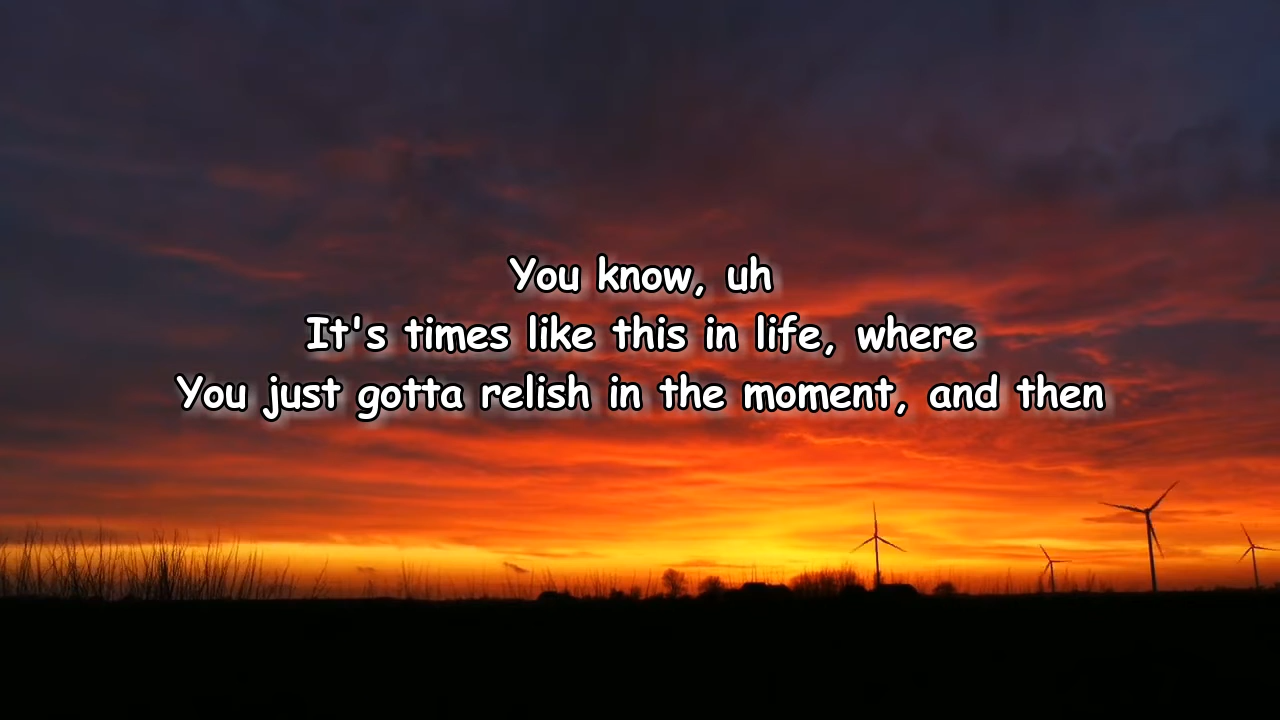 You know, uh
It's times like this in life, where
You just gotta relish in the moment, and then